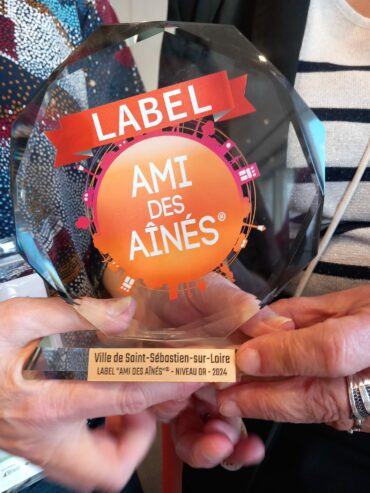 LABEL
AMI
DES
AÎNÉS®
Ville de Saint-Sébastien-sur-Loire
LABEL "AMI DES AÎNÉS"® - NIVEAU OR - 2024